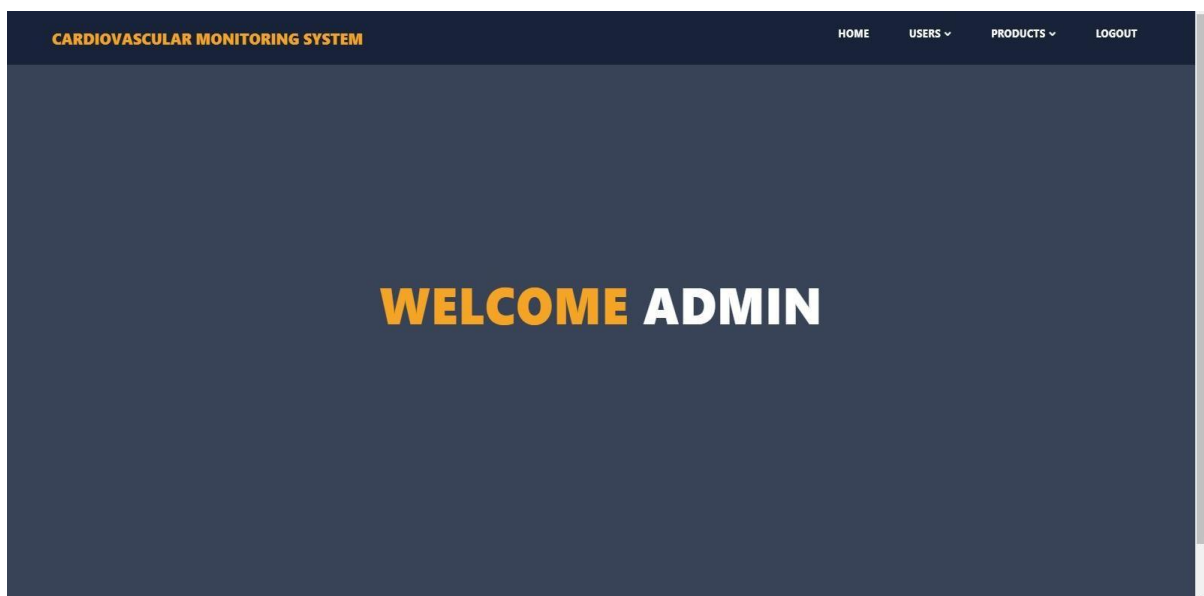 CARDIOVASCULAR MONITORING SYSTEM
HOME USERS PRODUCTS LOGOUT
WELCOME ADMIN